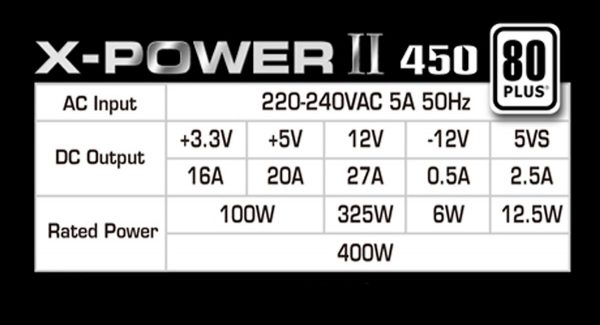 X-POWER II 450
80
PLUS®
AC Input 220-240VAC 5A 50Hz
DC Output +3.3V +5V 12V -12V 5VS
16A 20A 27A 0.5A 2.5A
Rated Power 100W 325W 6W 12.5W
400W